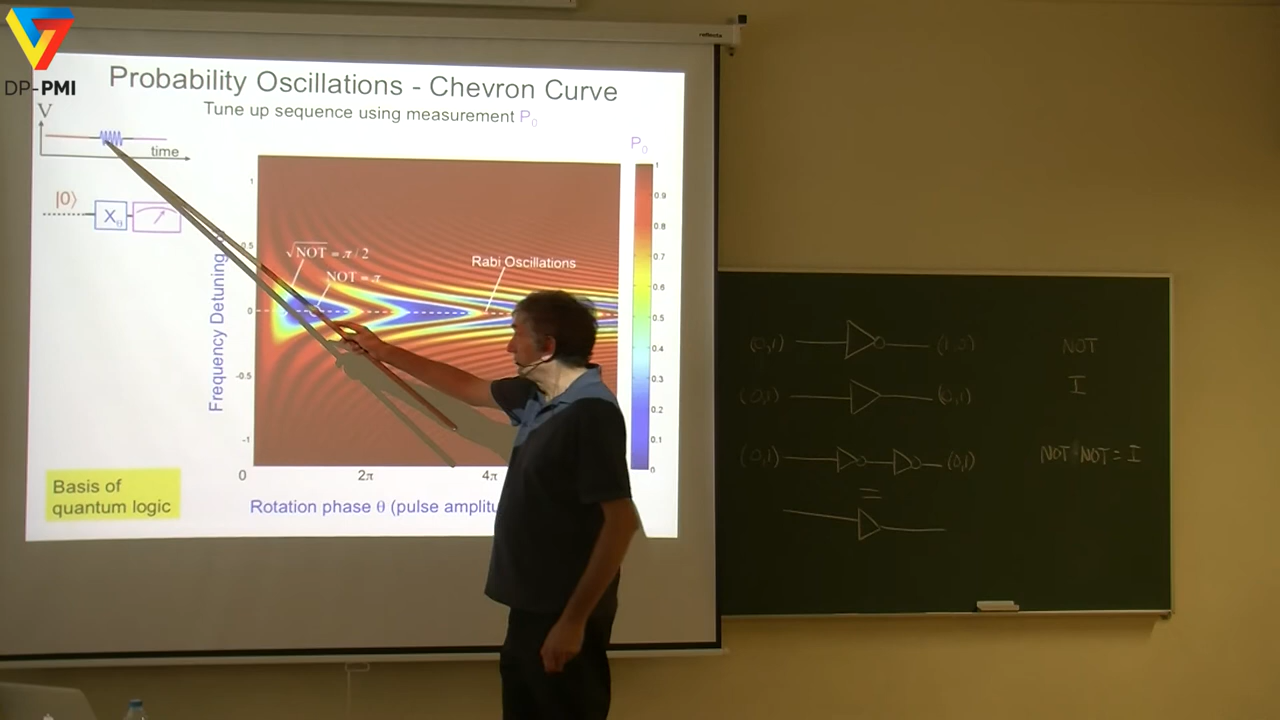 DP-PMI
reflecta
Probability Oscillations - Chevron Curve
Tune up sequence using measurement P₀
V
time
|0⟩
X_θ
P₀
1
0.9
0.8
0.7
0.6
0.5
0.4
0.3
0.2
0.1
0
Frequency Detuning
1
0.5
0
-0.5
-1
√NOT = π/2
NOT = π
Rabi Oscillations
0
2π
4π
Rotation phase θ (pulse amplitu
Basis of
quantum logic
(0,1) (1,0) NOT
(0,1) (0,1) I
(0,1) (0,1) NOT·NOT = I
=